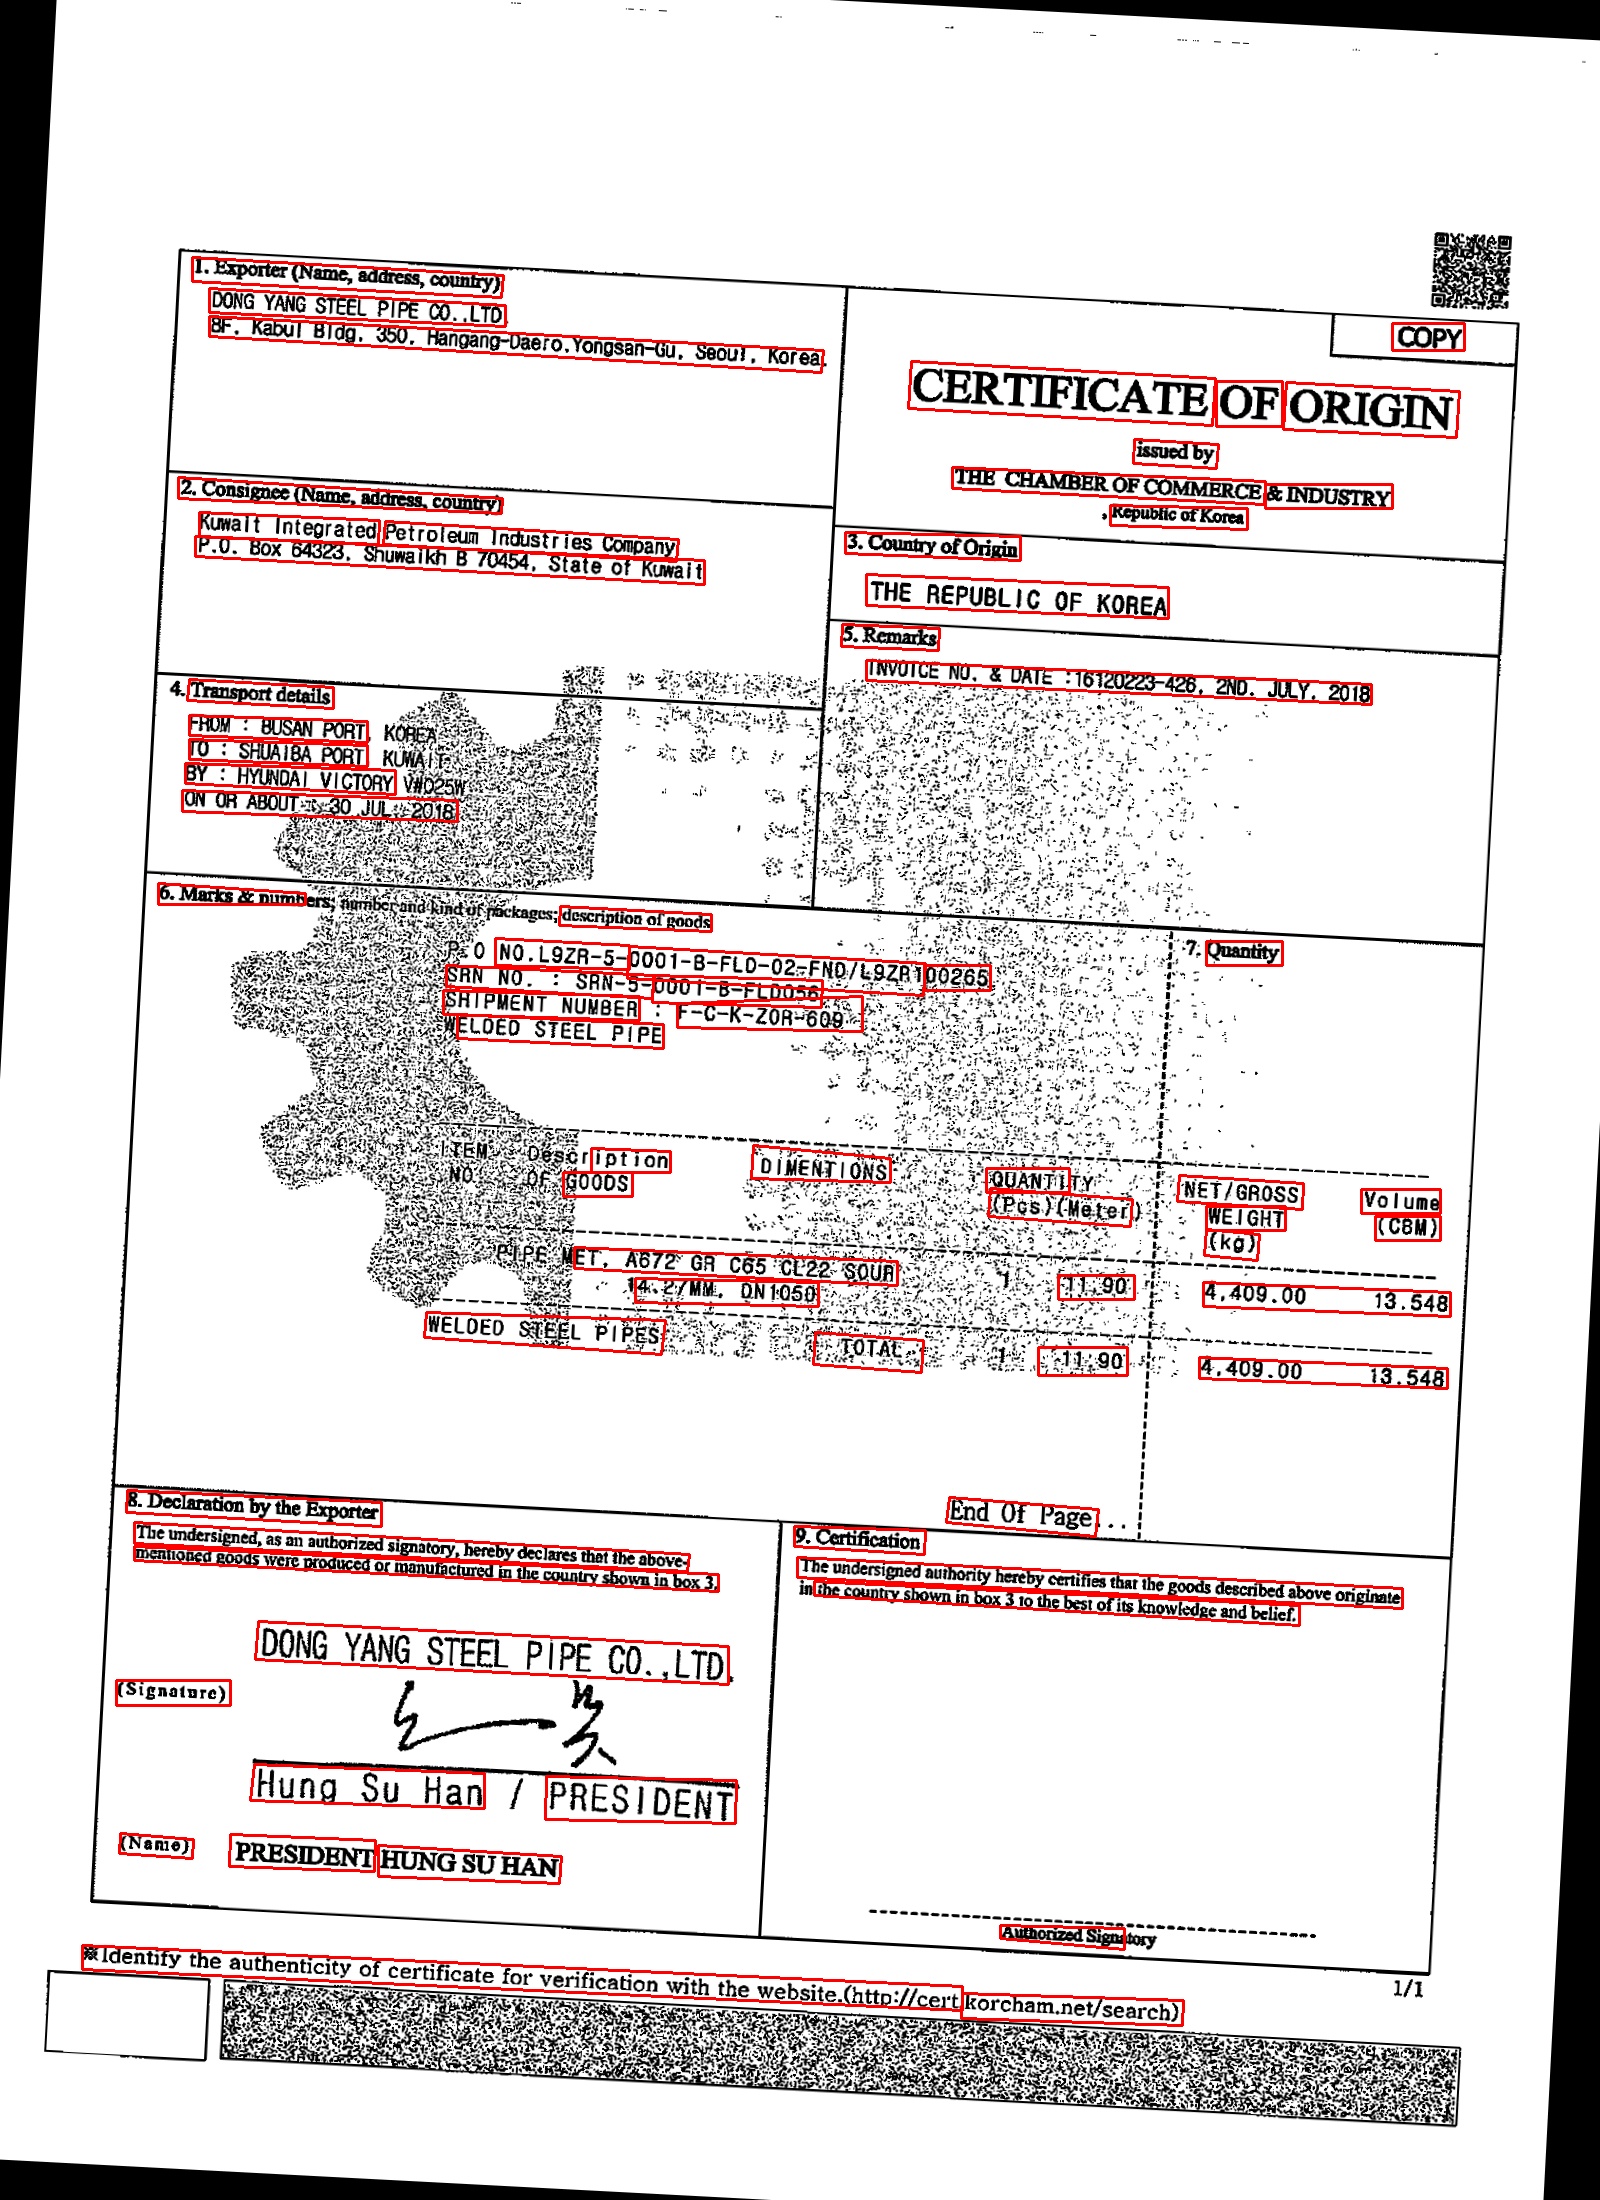 1. Exporter (Name, address, country)
DONG YANG STEEL PIPE CO.,LTD
8F, Kabul Bldg, 350, Hangang-Daero,Yongsan-Gu, Seoul, Korea.
COPY
CERTIFICATE OF ORIGIN
issued by
THE CHAMBER OF COMMERCE & INDUSTRY
, Republic of Korea
2. Consignee (Name, address, country)
Kuwait Integrated Petroleum Industries Company
P.O. Box 64323, Shuwaikh B 70454, State of Kuwait
3. Country of Origin
THE REPUBLIC OF KOREA
4. Transport details
FROM : BUSAN PORT, KOREA
TO : SHUAIBA PORT KUWAIT
BY : HYUNDAI VICTORY VW025W
ON OR ABOUT : 30 JUL. 2018
5. Remarks
INVOICE NO. & DATE :16120223-426, 2ND. JULY. 2018
6. Marks & numbers; number and kind of packages; description of goods
7. Quantity
P.O NO.L9ZR-5-0001-B-FLD-02-FNO/L9ZR100265
SRN NO. : SRN-5-0001-B-FLD056
SHIPMENT NUMBER : F-C-K-ZOR-609
WELDED STEEL PIPE
ITEM Description DIMENTIONS QUANTITY NET/GROSS Volume
NO. OF GOODS (Pcs)(Meter) WEIGHT (CBM)
(kg)
PIPE MET, A672 GR C65 CL22 SOUR 1 11.90 4,409.00 13.548
14.27MM, DN1050
WELDED STEEL PIPES TOTAL 1 11.90 4,409.00 13.548
End Of Page...
8. Declaration by the Exporter
The undersigned, as an authorized signatory, hereby declares that the above-
mentioned goods were produced or manufactured in the country shown in box 3.
DONG YANG STEEL PIPE CO.,LTD.
(Signature)
Hung Su Han / PRESIDENT
(Name) PRESIDENT HUNG SU HAN
9. Certification
The undersigned authority hereby certifies that the goods described above originate
in the country shown in box 3 to the best of its knowledge and belief.
Authorized Signatory
※Identify the authenticity of certificate for verification with the website.(http://cert.korcham.net/search)
1/1